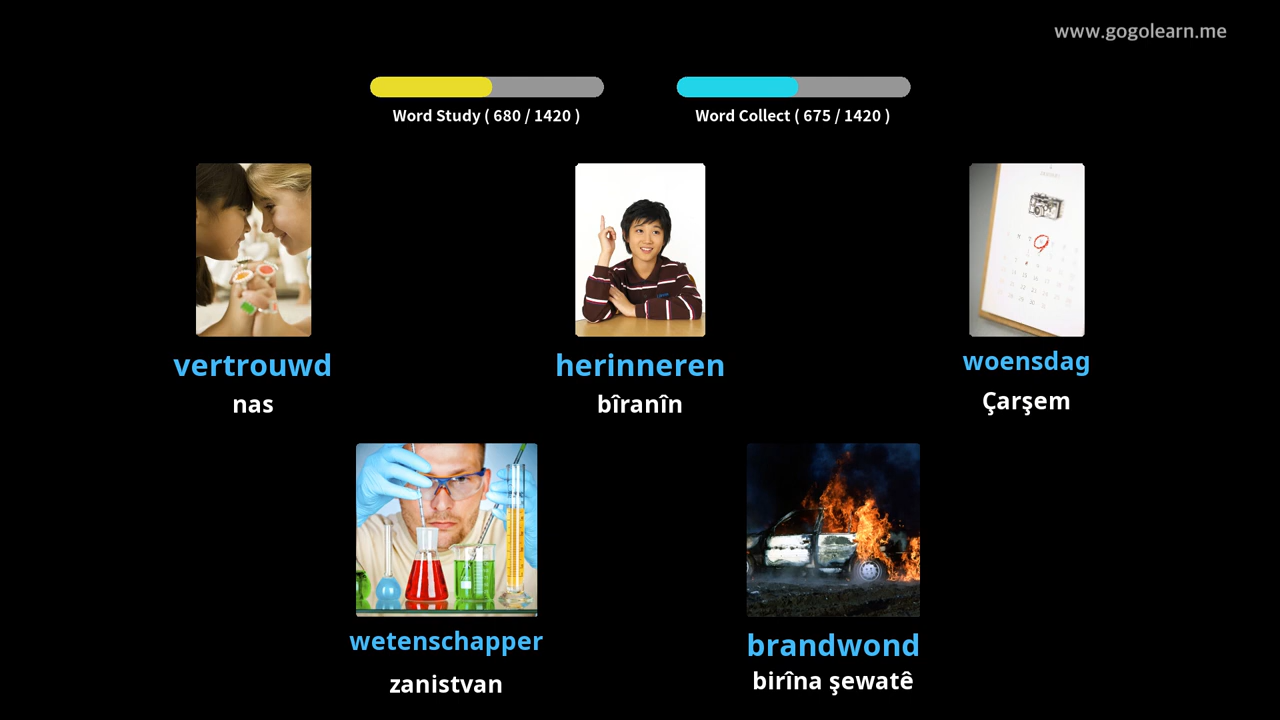 www.gogolearn.me
Word Study ( 680 / 1420 )
Word Collect ( 675 / 1420 )
vertrouwd
herinneren
woensdag
nas
bîranîn
Çarşem
wetenschapper
brandwond
zanistvan
birîna şewatê